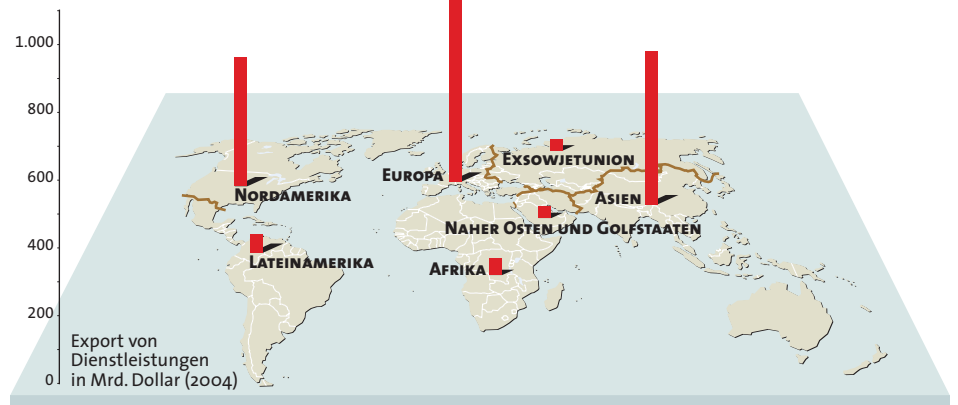 1.000
800
600
400
200
0
Export von
Dienstleistungen
in Mrd. Dollar (2004)
NORDAMERIKA
LATEINAMERIKA
EUROPA
EXSOWJETUNION
ASIEN
NAHER OSTEN UND GOLFSTAATEN
AFRIKA